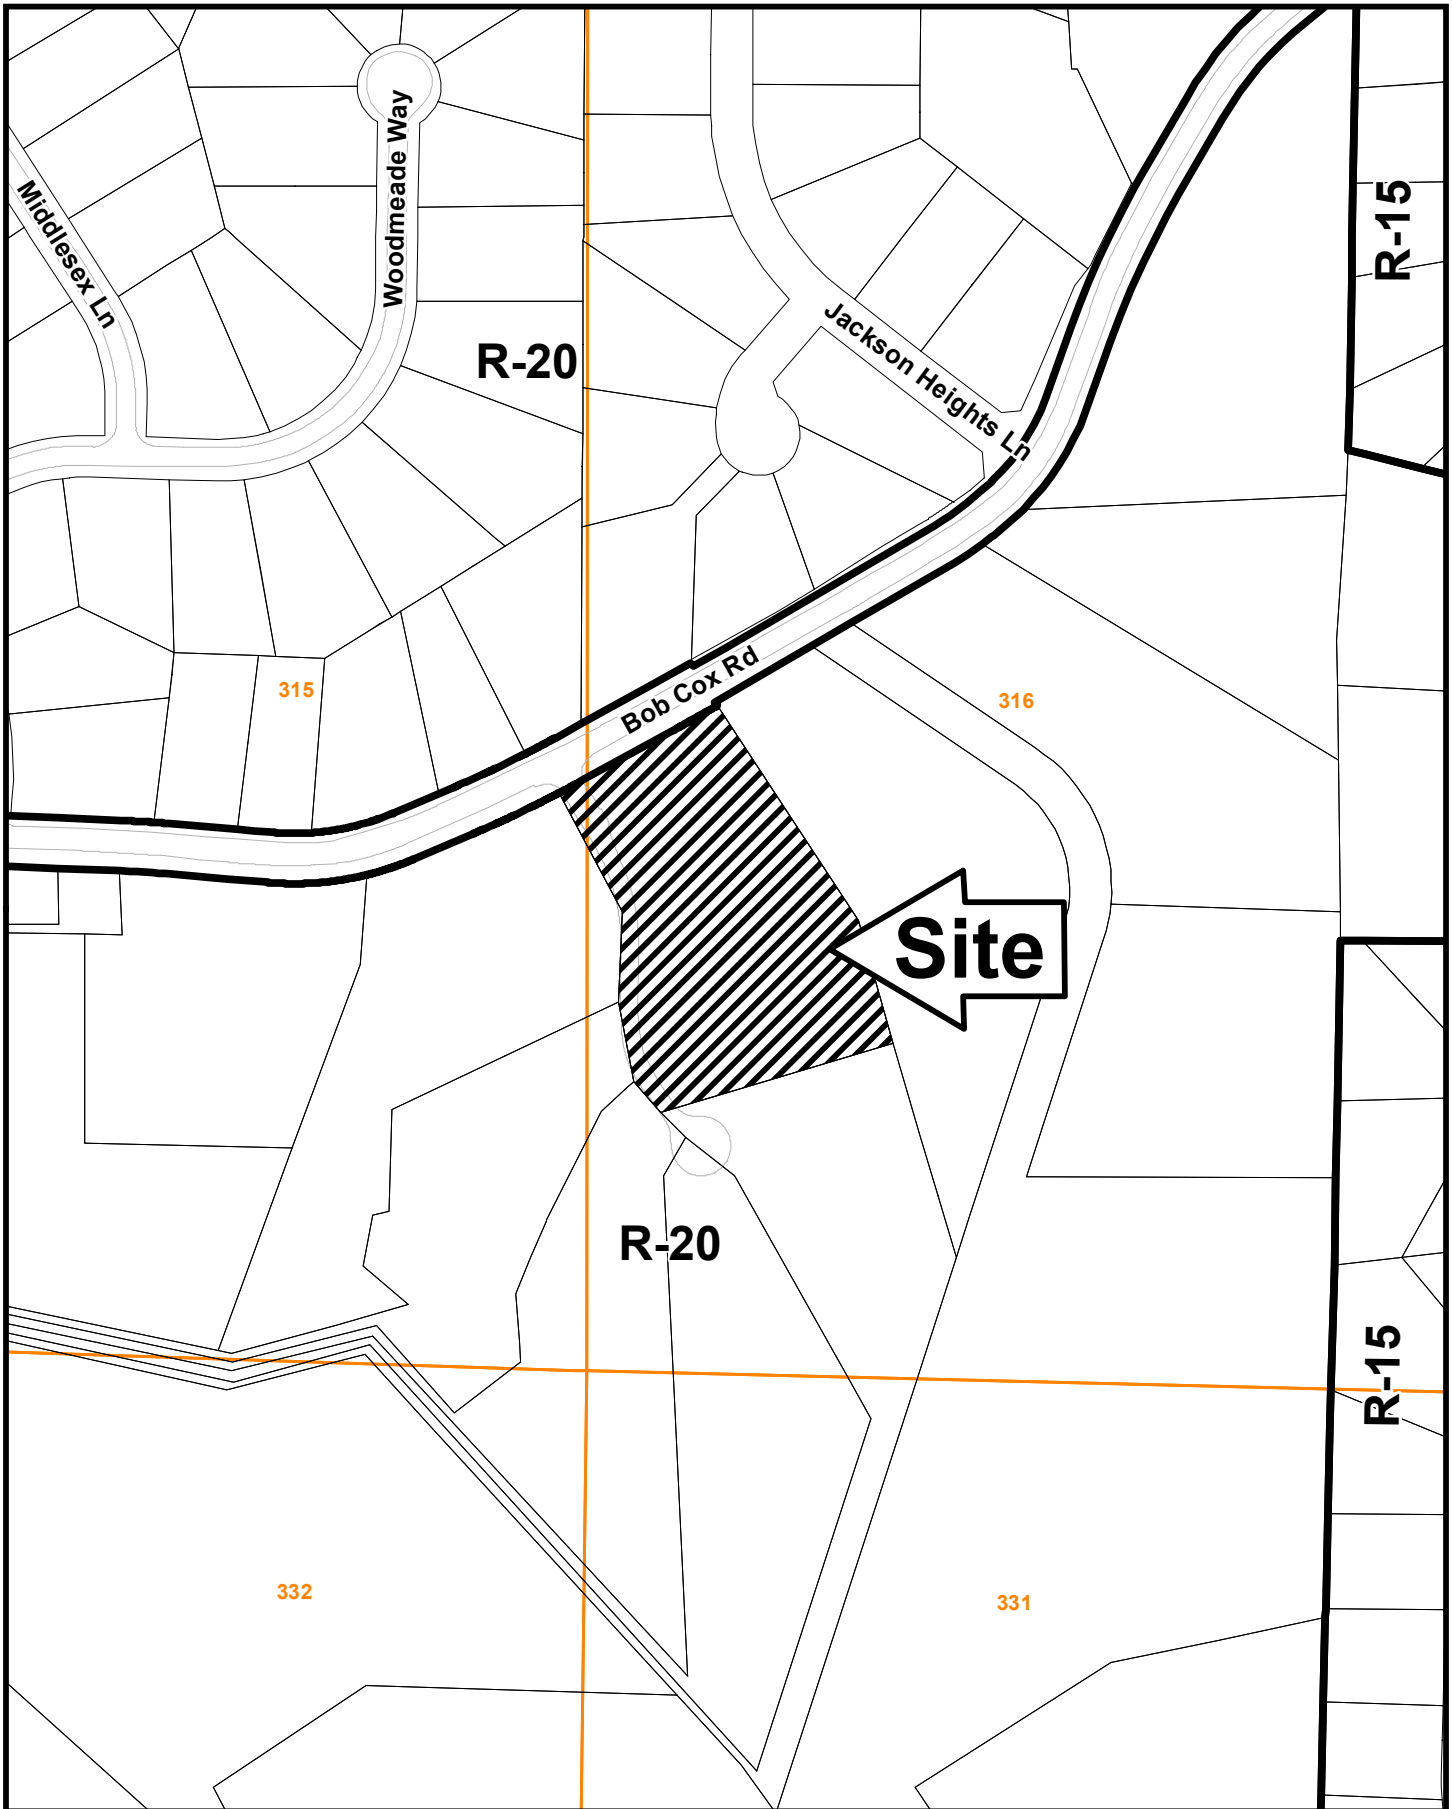 Woodmeade Way
Middlesex Ln
R-15
R-20
Jackson Heights Ln
Bob Cox Rd
315
316
Site
R-20
R-15
332
331